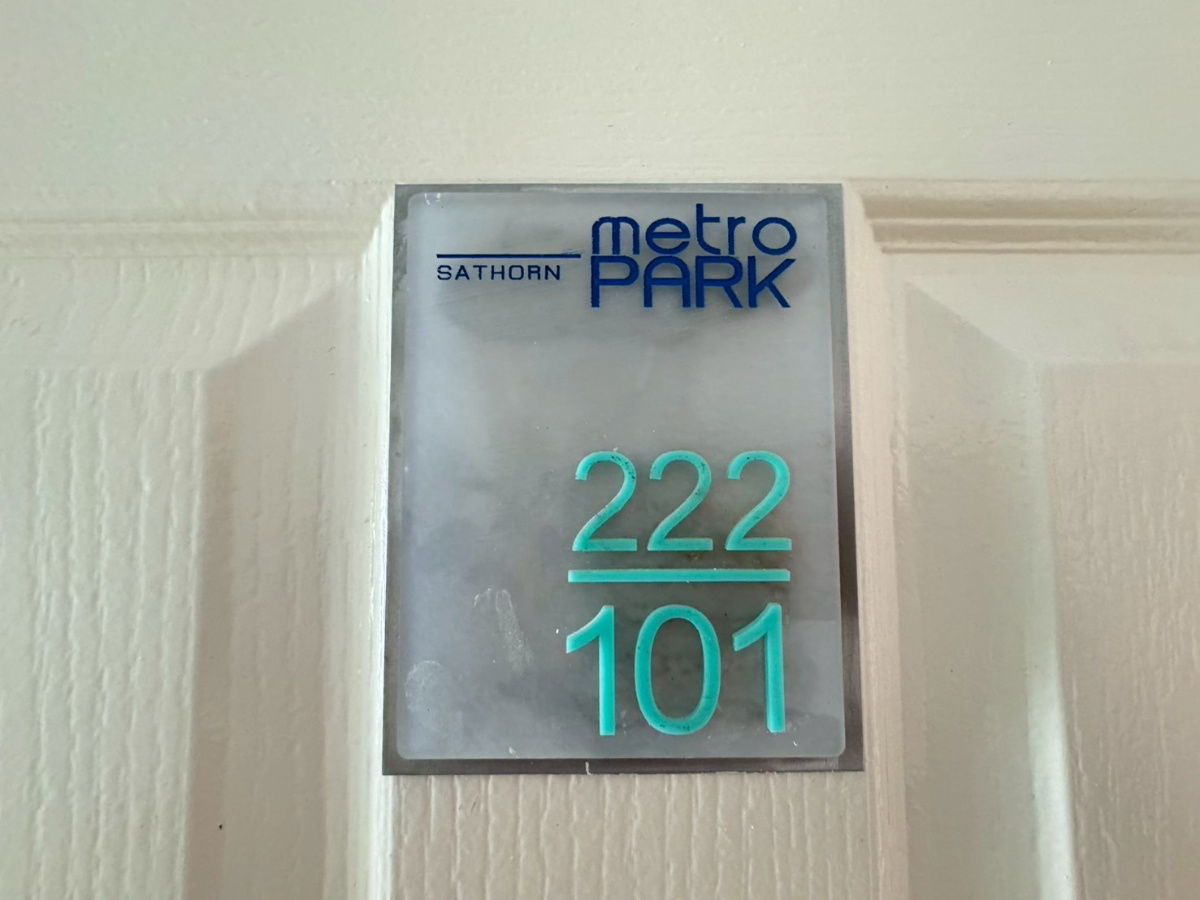 metro
SATHORN PARK
222
101